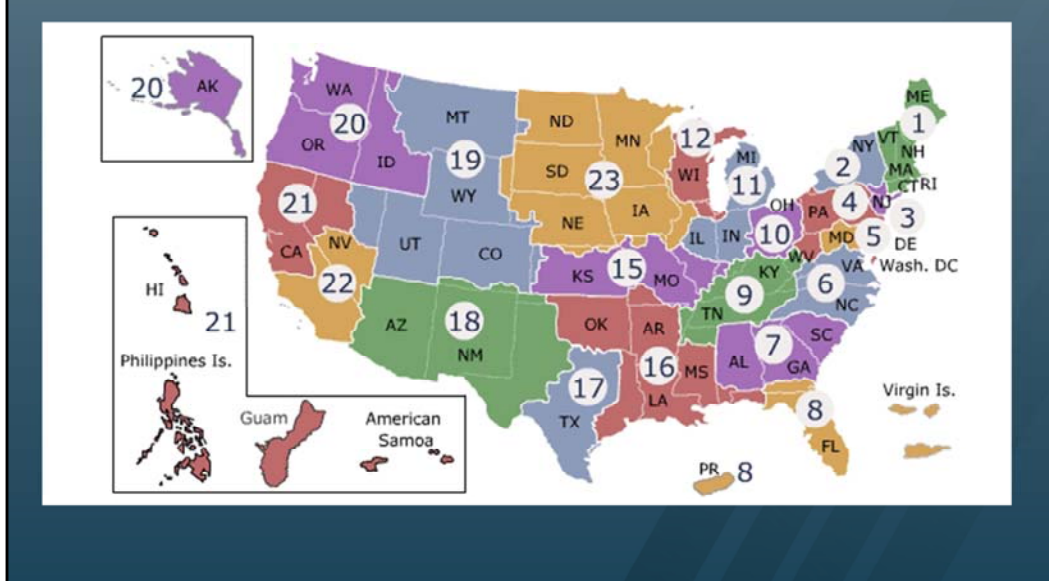 20
AK
WA
20
OR
ID
MT
19
WY
ND
MN
SD
23
NE
IA
12
WI
MI
11
ME
1
VT
NY
NH
2
MA
CT
RI
4
PA
NJ
3
OH
10
MD
5
DE
Wash. DC
WV
IL
IN
21
CA
NV
22
UT
CO
KS
15
MO
KY
9
TN
VA
6
NC
HI
21
AZ
18
NM
OK
AR
16
MS
LA
AL
7
GA
SC
17
TX
8
FL
Virgin Is.
PR
8
Philippines Is.
Guam
American
Samoa